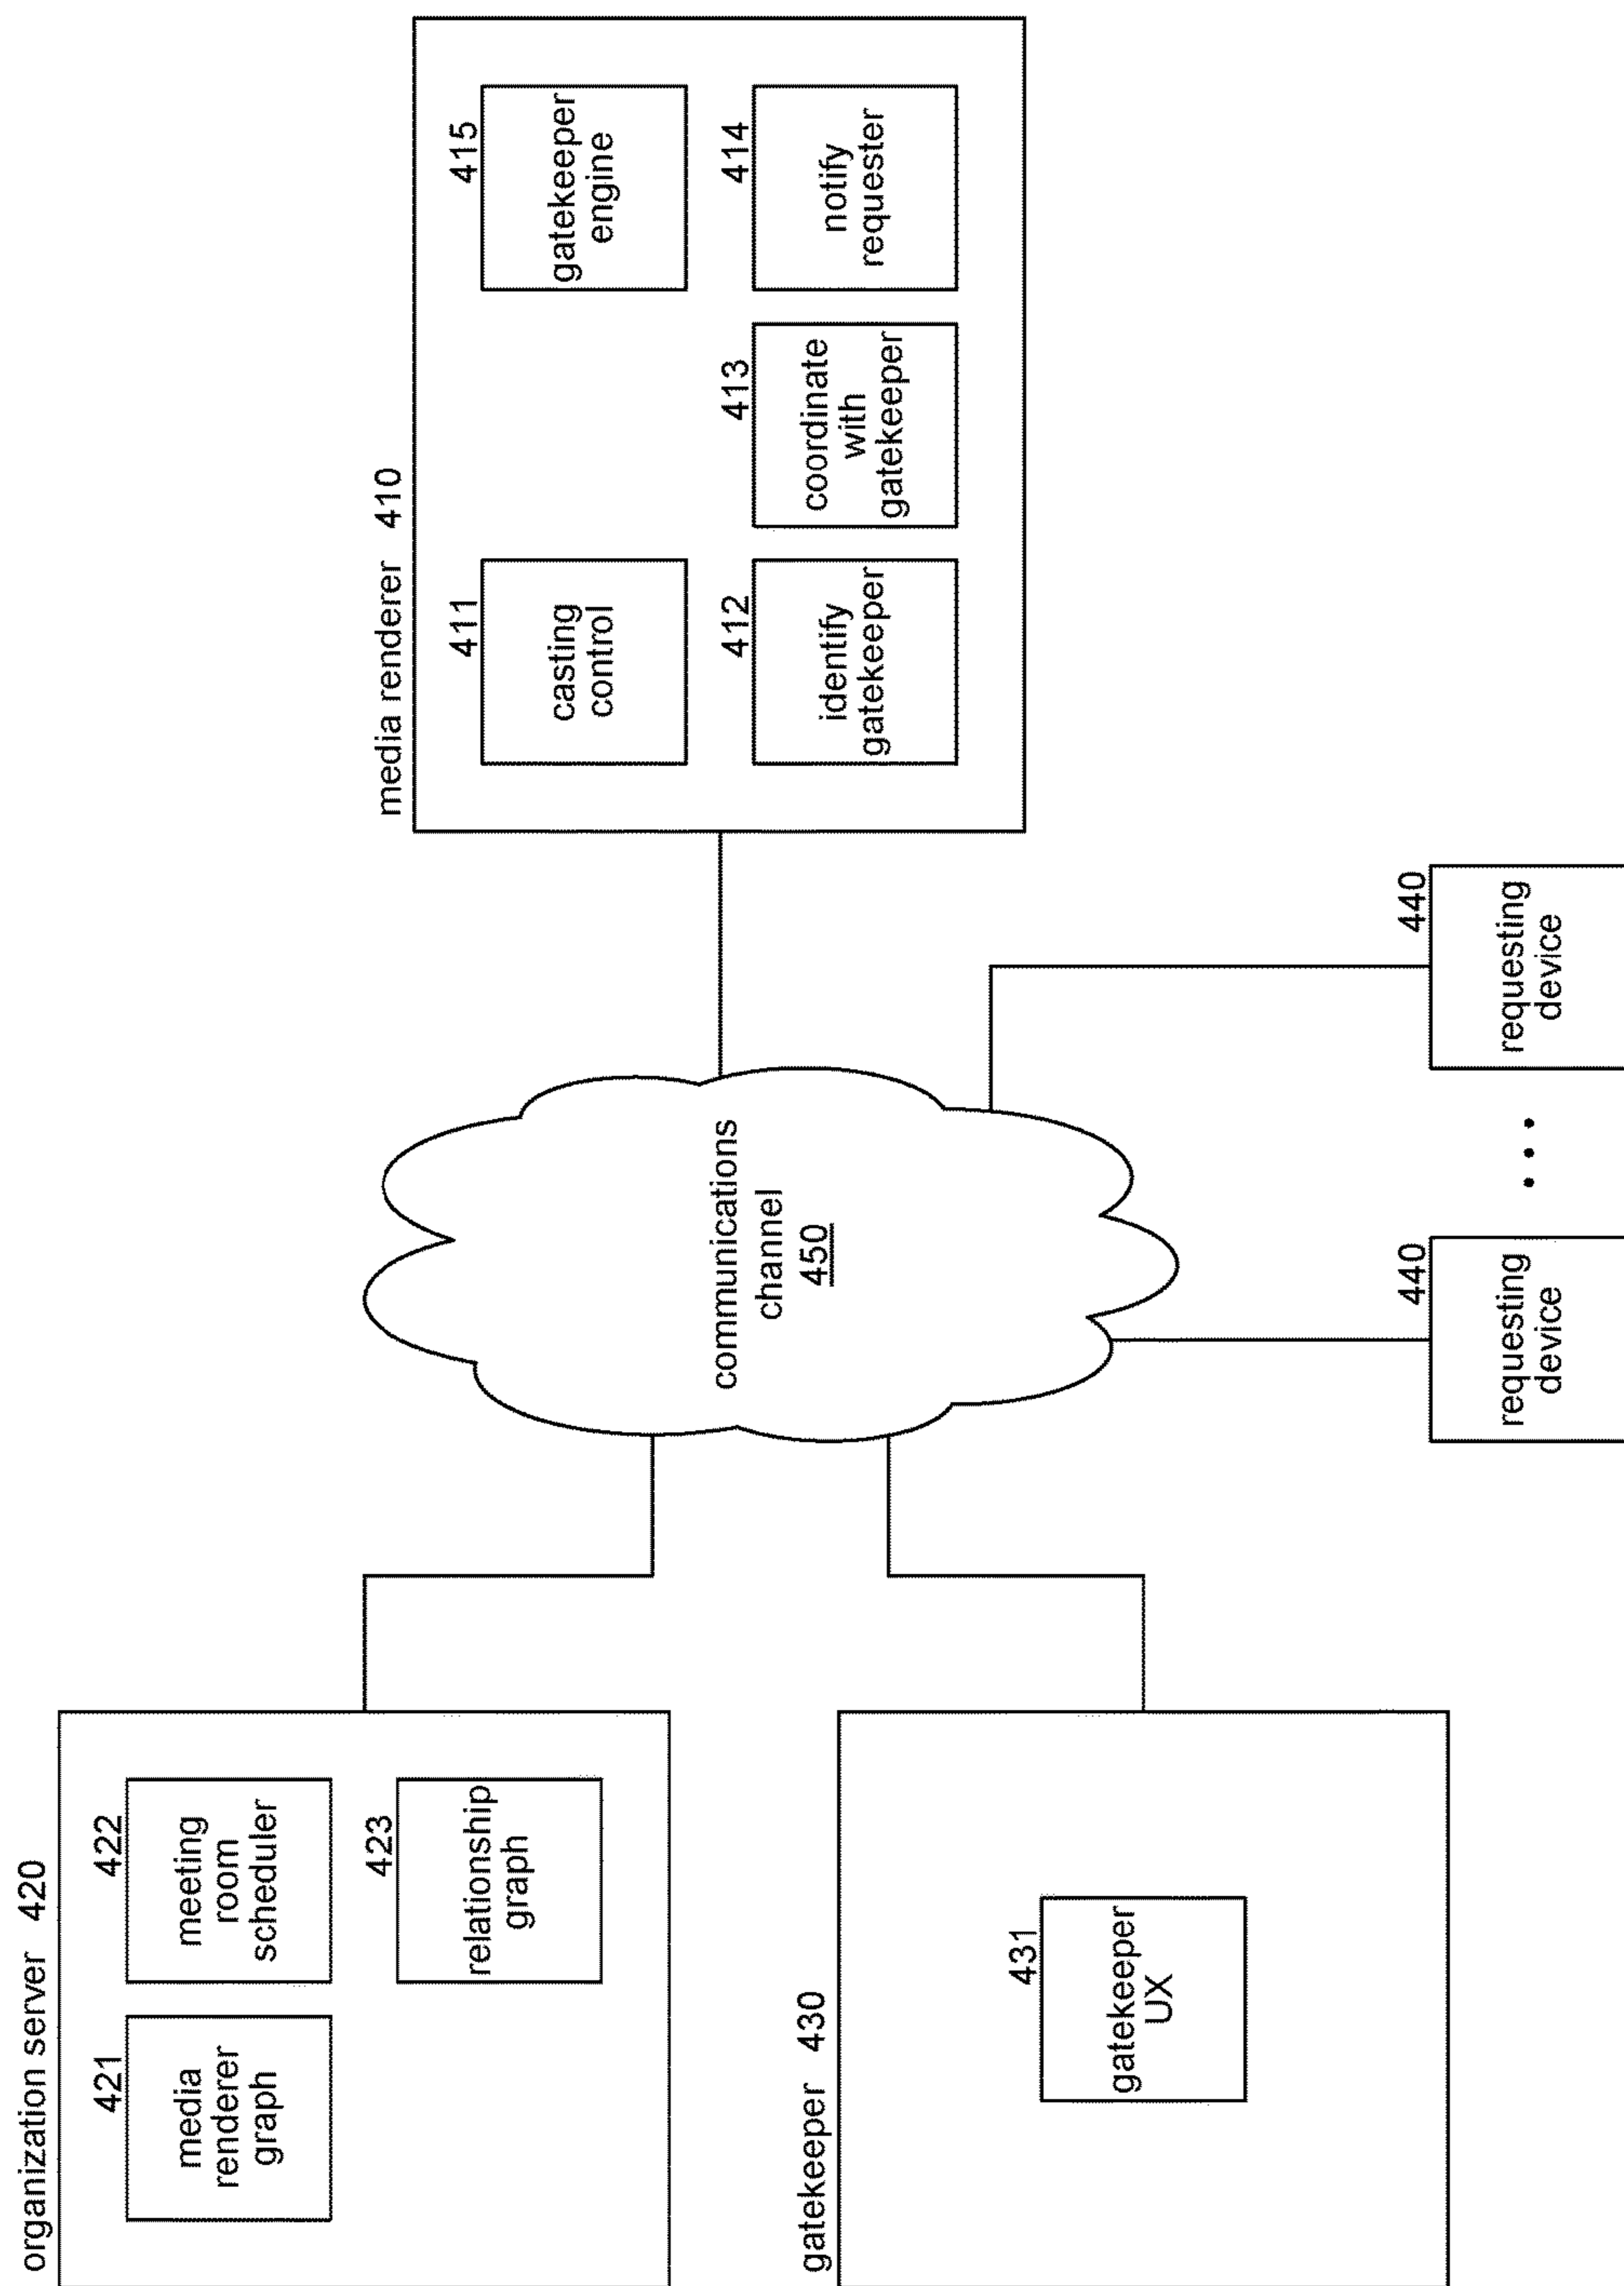 organization server 420
421
media
renderer
graph
422
meeting
room
scheduler
423
relationship
graph
gatekeeper 430
431
gatekeeper
UX
communications
channel
450
media renderer 410
411
casting
control
415
gatekeeper
engine
412
identify
gatekeeper
413
coordinate
with
gatekeeper
414
notify
requester
440
requesting
device
• • •
440
requesting
device